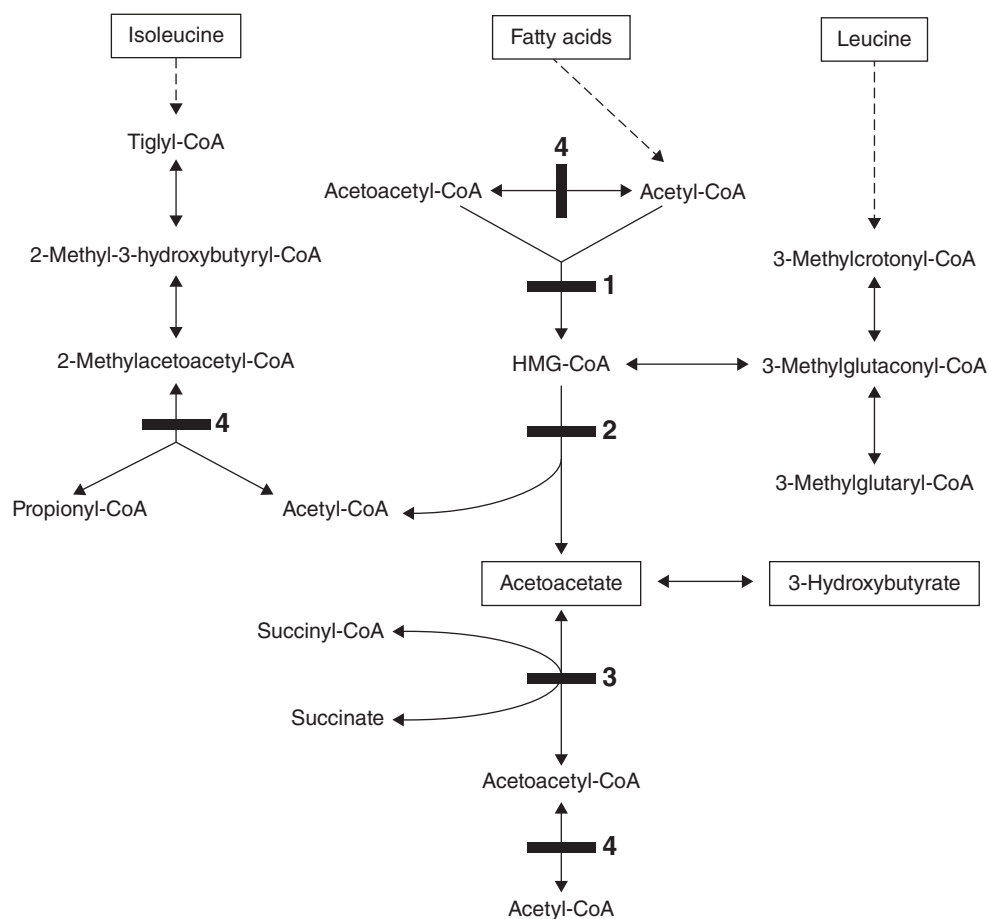 Isoleucine
Fatty acids
Leucine
Tiglyl-CoA
4
Acetoacetyl-CoA
Acetyl-CoA
2-Methyl-3-hydroxybutyryl-CoA
3-Methylcrotonyl-CoA
1
2-Methylacetoacetyl-CoA
HMG-CoA
3-Methylglutaconyl-CoA
4
2
Propionyl-CoA
Acetyl-CoA
3-Methylglutaryl-CoA
Acetoacetate
3-Hydroxybutyrate
Succinyl-CoA
3
Succinate
Acetoacetyl-CoA
4
Acetyl-CoA